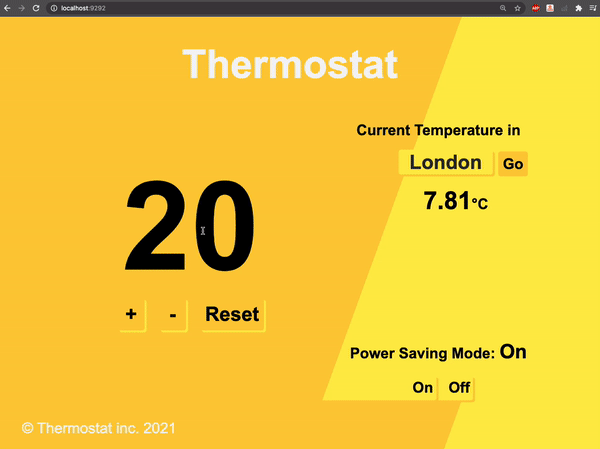 localhost:9292
ABP
Thermostat
Current Temperature in
London Go
7.81°C
20
+ - Reset
Power Saving Mode: On
On Off
© Thermostat inc. 2021